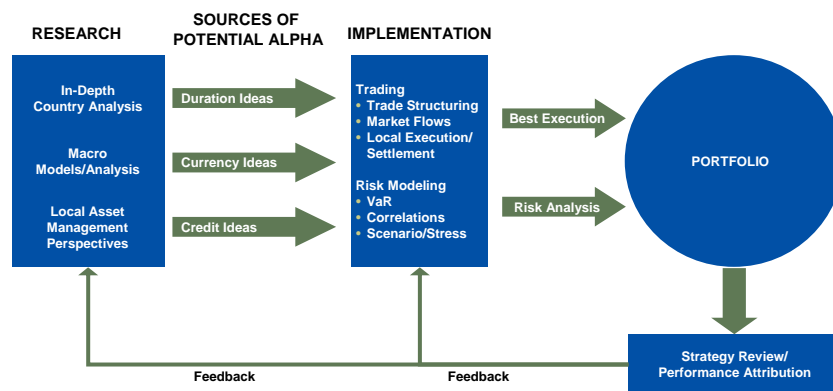 RESEARCH
SOURCES OF
POTENTIAL ALPHA
IMPLEMENTATION
In-Depth
Country Analysis
Macro
Models/Analysis
Local Asset
Management
Perspectives
Duration Ideas
Currency Ideas
Credit Ideas
Trading
• Trade Structuring
• Market Flows
• Local Execution/
Settlement
Risk Modeling
• VaR
• Correlations
• Scenario/Stress
Best Execution
Risk Analysis
PORTFOLIO
Strategy Review/
Performance Attribution
Feedback
Feedback